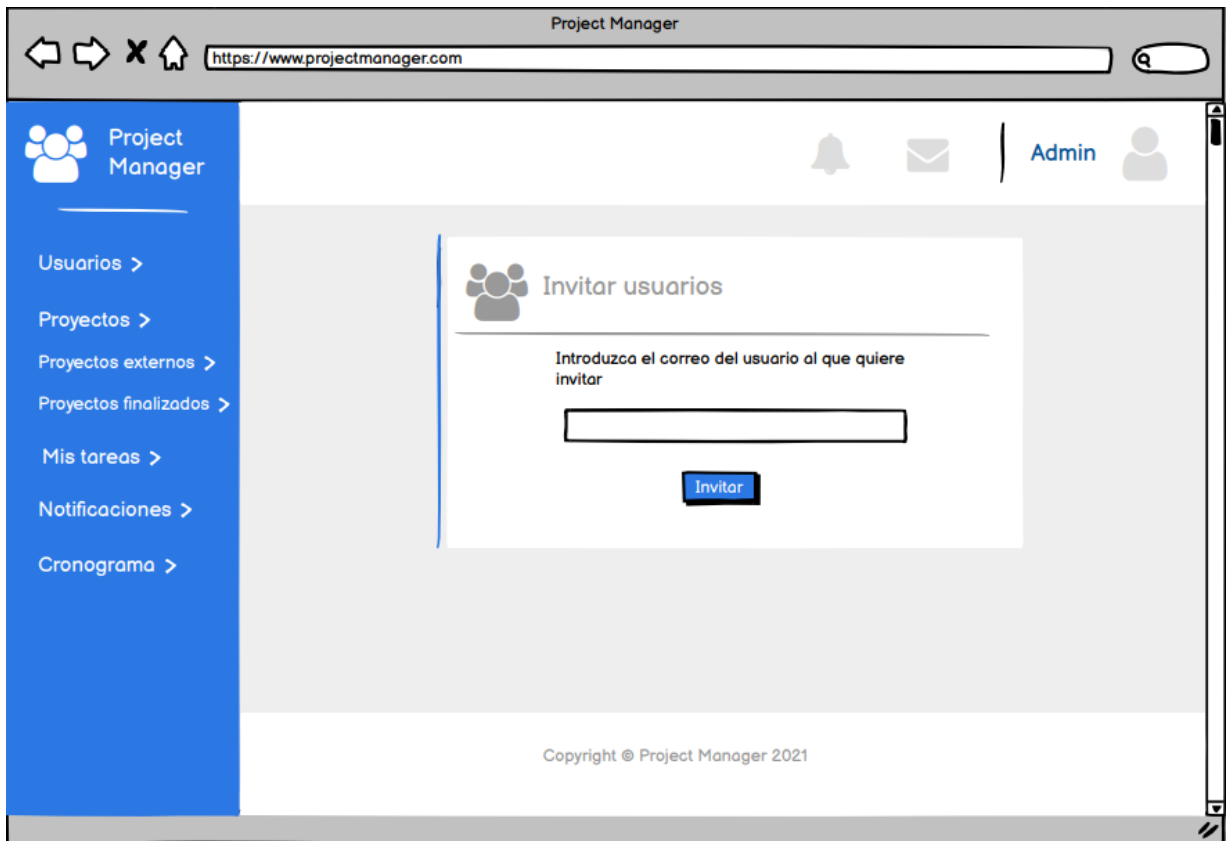 Project Manager
https://www.projectmanager.com
Project
Manager
Admin
Usuarios >
Proyectos >
Proyectos externos >
Proyectos finalizados >
Mis tareas >
Notificaciones >
Cronograma >
Invitar usuarios
Introduzca el correo del usuario al que quiere
invitar
Invitar
Copyright © Project Manager 2021